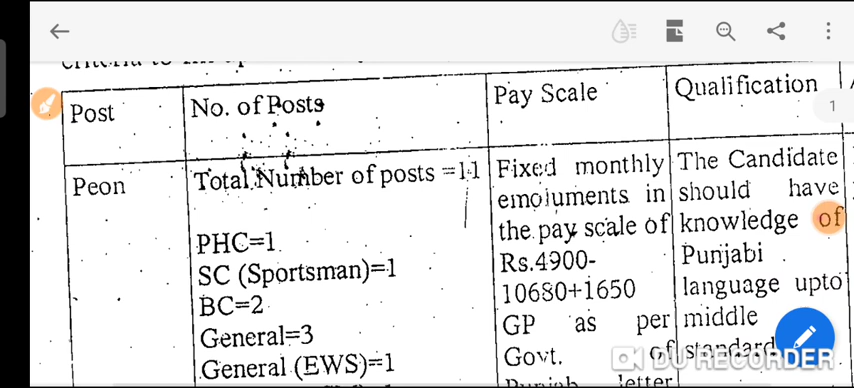 Post
No. of Posts
Pay Scale
Qualification
1
Peon
Total Number of posts =11
PHC=1
SC (Sportsman)=1
BC=2
General=3
General (EWS)=1
Fixed monthly
emoluments in
the pay scale of
Rs.4900-
10680+1650
GP as per
Govt. of
Punjab letter
The Candidate
should have
knowledge of
Punjabi
language upto
middle
standard
DU RECORDER